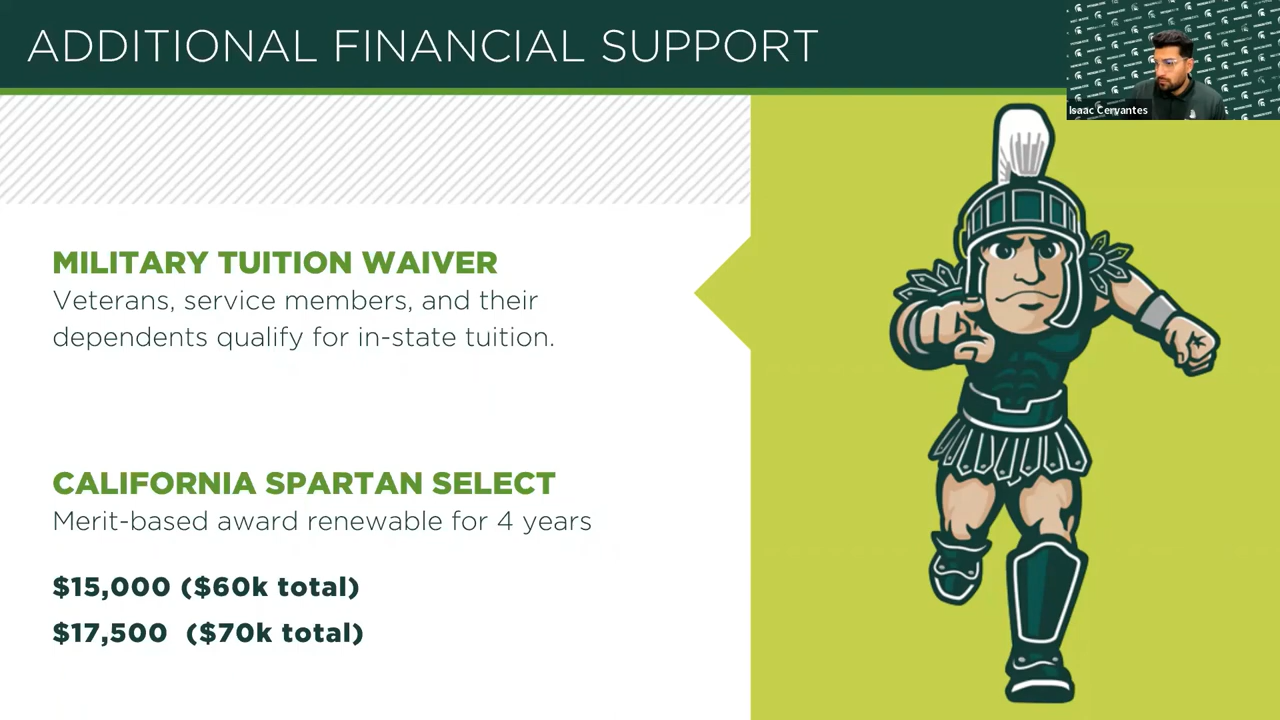 ADDITIONAL FINANCIAL SUPPORT
Isaac Cervantes
MILITARY TUITION WAIVER
Veterans, service members, and their
dependents qualify for in-state tuition.
CALIFORNIA SPARTAN SELECT
Merit-based award renewable for 4 years
$15,000 ($60k total)
$17,500 ($70k total)